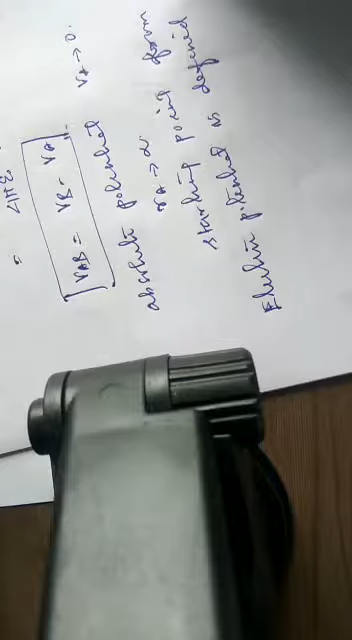 = 4πε
VAB = VB - VA VA → 0.
absolute potential
rA → ∝ from
starting point
Electric potential is defined